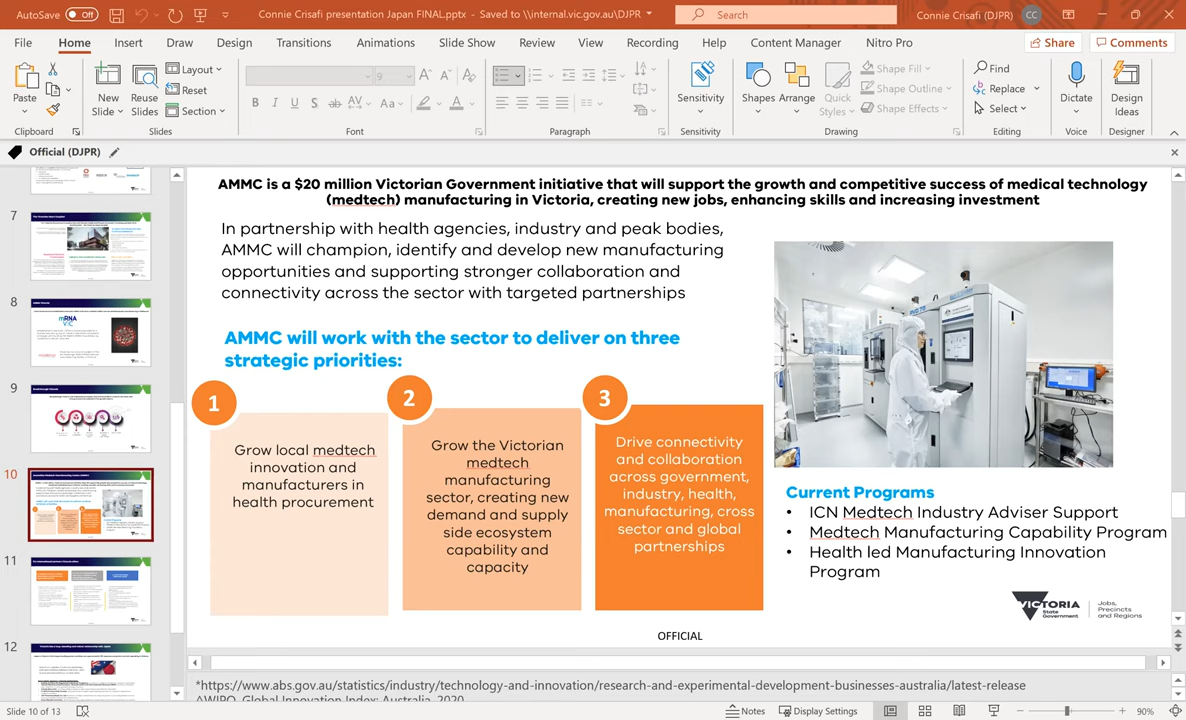 AutoSave Off
Connie Crisafi presentation Japan FINAL.pptx - Saved to \\internal.vic.gov.au\DJPR
Search
Connie Crisafi (DJPR) CC
File Home Insert Draw Design Transitions Animations Slide Show Review View Recording Help Content Manager Nitro Pro Share Comments
Paste
New Slide
Reuse Slides
Layout
Reset
Section
9
B I U S ab AV Aa A
Sensitivity
Shapes
Arrange
Quick Styles
Shape Fill
Shape Outline
Shape Effects
Find
Replace
Select
Dictate
Design Ideas
Clipboard Slides Font Paragraph Sensitivity Drawing Editing Voice Designer
Official (DJPR)
7
8
mRNA
VIC
9
10
11
12
AMMC is a $20 million Victorian Government initiative that will support the growth and competitive success of medical technology
(medtech) manufacturing in Victoria, creating new jobs, enhancing skills and increasing investment
In partnership with health agencies, industry and peak bodies,
AMMC will champion, identify and develop new manufacturing
opportunities and supporting stronger collaboration and
connectivity across the sector with targeted partnerships
AMMC will work with the sector to deliver on three
strategic priorities:
1
Grow local medtech
innovation and
manufacturers in
health procurement
2
Grow the Victorian
medtech
manufacturing
sector, creating new
demand and supply
side ecosystem
capability and
capacity
3
Drive connectivity
and collaboration
across government,
industry, health,
manufacturing, cross
sector and global
partnerships
Current Programs
• ICN Medtech Industry Adviser Support
• Medtech Manufacturing Capability Program
• Health led Manufacturing Innovation
Program
VICTORIA
State
Government
Jobs,
Precincts
and Regions
OFFICIAL
*https://www.abs.gov.au/statistics/industry/technology-and-innovation/research-and-experimental-development-businesses-australia/latest-release
^WIPO, Global Innovation Index: Australia, 2020
Slide 10 of 13
Notes
Display Settings
90%